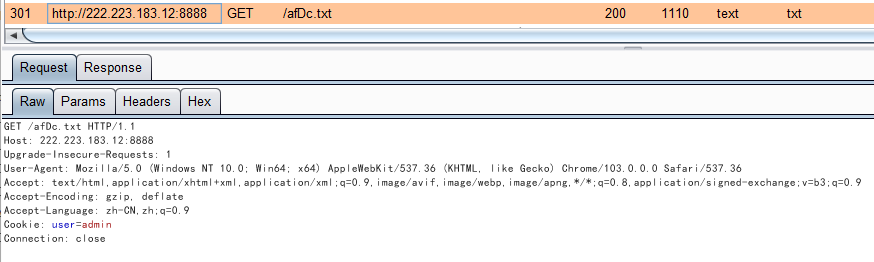 301 http://222.223.183.12:8888 GET /afDc.txt 200 1110 text txt
Request Response
Raw Params Headers Hex
GET /afDc.txt HTTP/1.1
Host: 222.223.183.12:8888
Upgrade-Insecure-Requests: 1
User-Agent: Mozilla/5.0 (Windows NT 10.0; Win64; x64) AppleWebKit/537.36 (KHTML, like Gecko) Chrome/103.0.0.0 Safari/537.36
Accept: text/html,application/xhtml+xml,application/xml;q=0.9,image/avif,image/webp,image/apng,*/*;q=0.8,application/signed-exchange;v=b3;q=0.9
Accept-Encoding: gzip, deflate
Accept-Language: zh-CN,zh;q=0.9
Cookie: user=admin
Connection: close